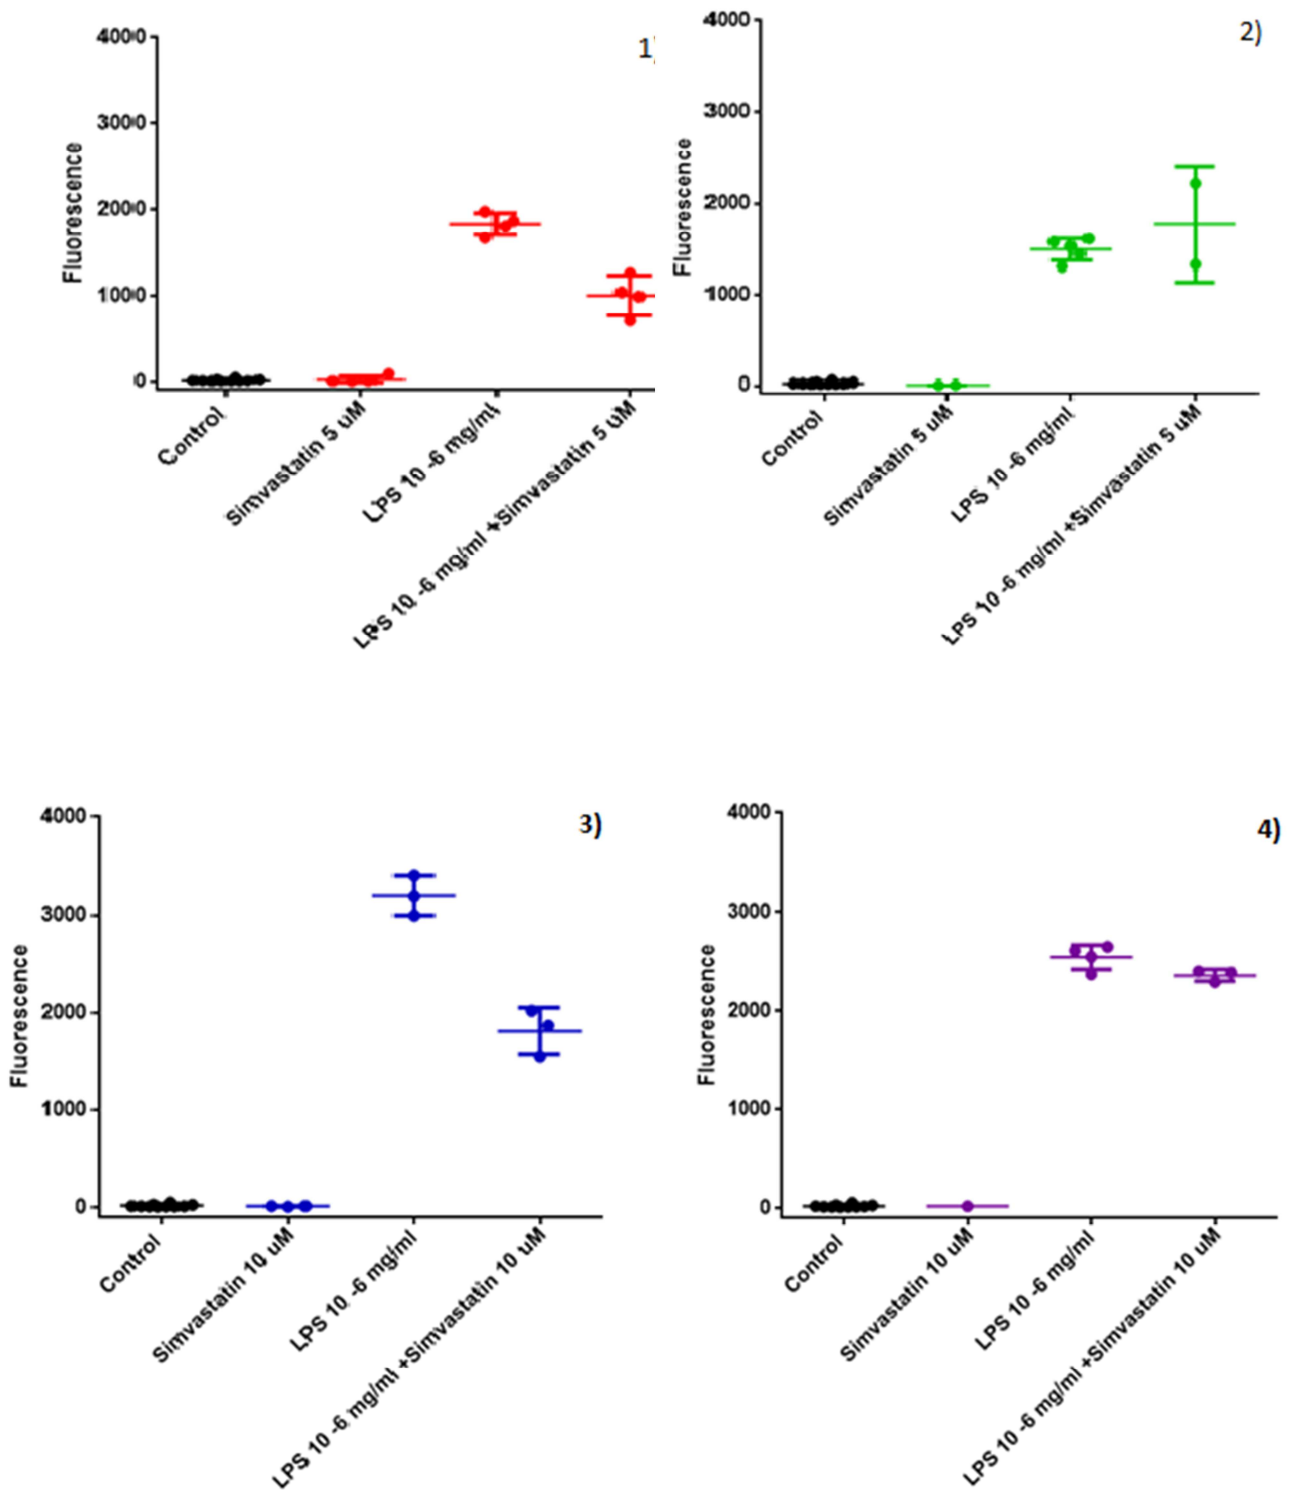 1)
4000
3000
2000
1000
0
Fluorescence
Control
Simvastatin 5 uM
LPS 10 -6 mg/ml
LPS 10 -6 mg/ml +Simvastatin 5 uM
2)
4000
3000
2000
1000
0
Fluorescence
Control
Simvastatin 5 uM
LPS 10 -6 mg/ml
LPS 10 -6 mg/ml +Simvastatin 5 uM
3)
4000
3000
2000
1000
0
Fluorescence
Control
Simvastatin 10 uM
LPS 10 -6 mg/ml
LPS 10 -6 mg/ml +Simvastatin 10 uM
4)
4000
3000
2000
1000
0
Fluorescence
Control
Simvastatin 10 uM
LPS 10 -6 mg/ml
LPS 10 -6 mg/ml +Simvastatin 10 uM